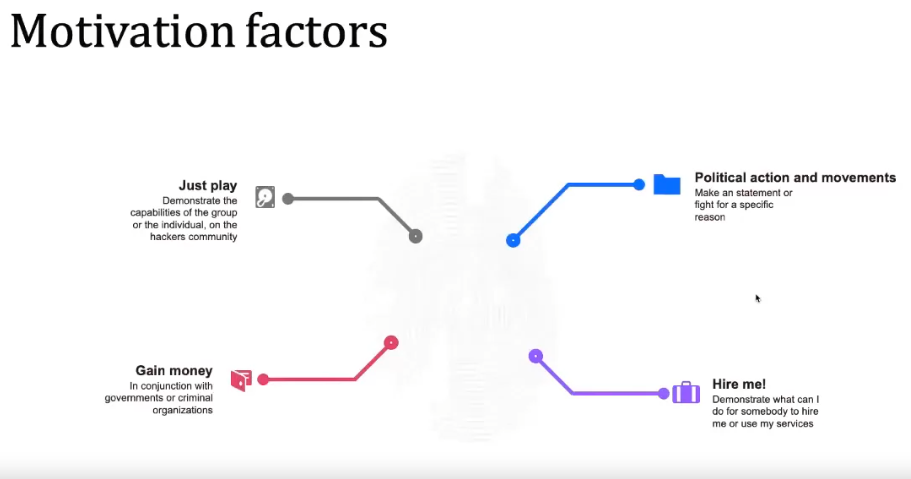 Motivation factors
Just play
Demonstrate the
capabilities of the group
or the individual, on the
hackers community
Political action and movements
Make an statement or
fight for a specific
reason
Gain money
In conjunction with
governments or criminal
organizations
Hire me!
Demonstrate what can I
do for somebody to hire
me or use my services